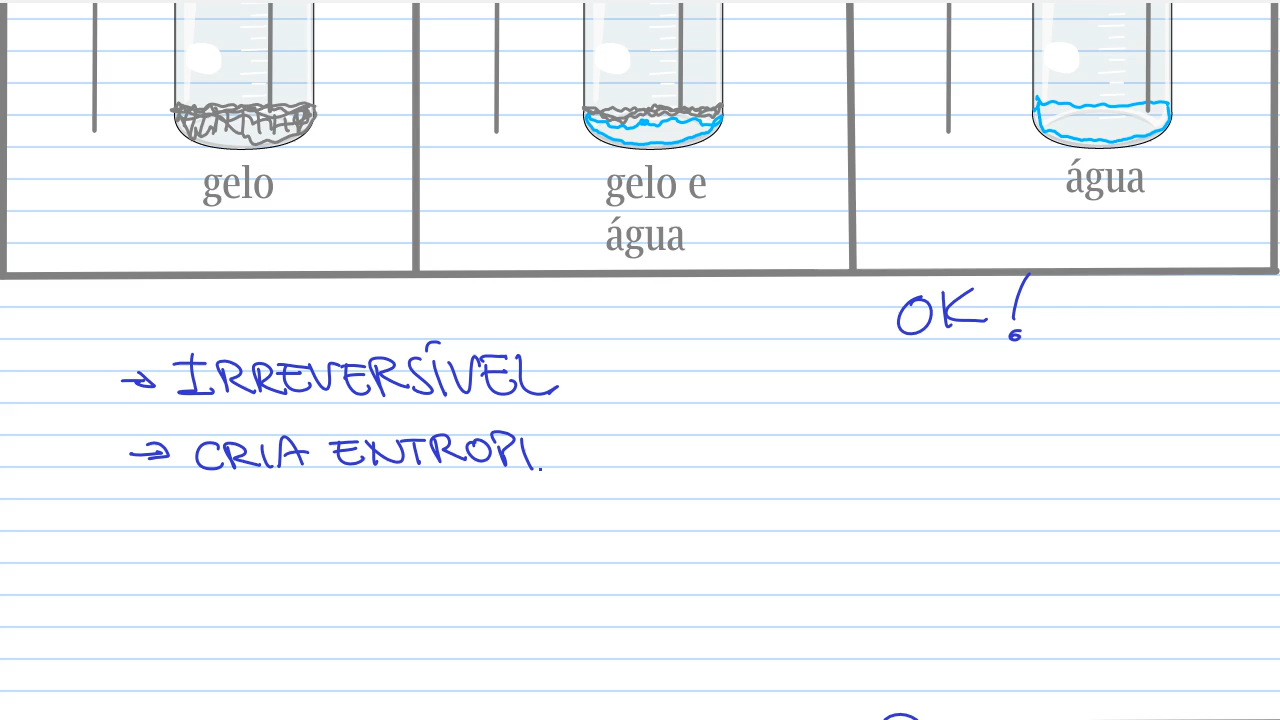 gelo
gelo e
água
água
OK!
→ IRREVERSÍVEL
→ CRIA ENTROPI.